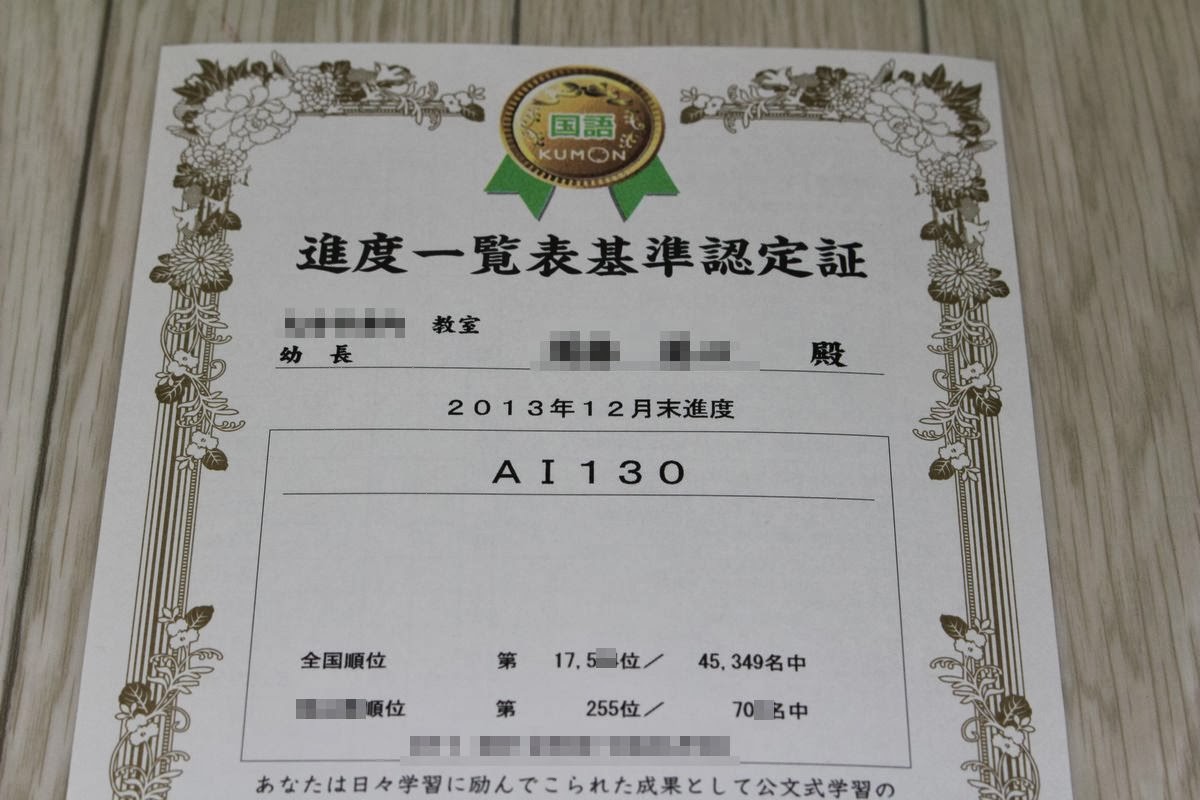 国語
KUMON
進度一覧表基準認定証
教室
幼 長 殿
2013年12月末進度
AI130
全国順位 第 17,5 位/ 45,349名中
順位 第 255位/ 70 名中
あなたは日々学習に励んでこられた成果として公文式学習の